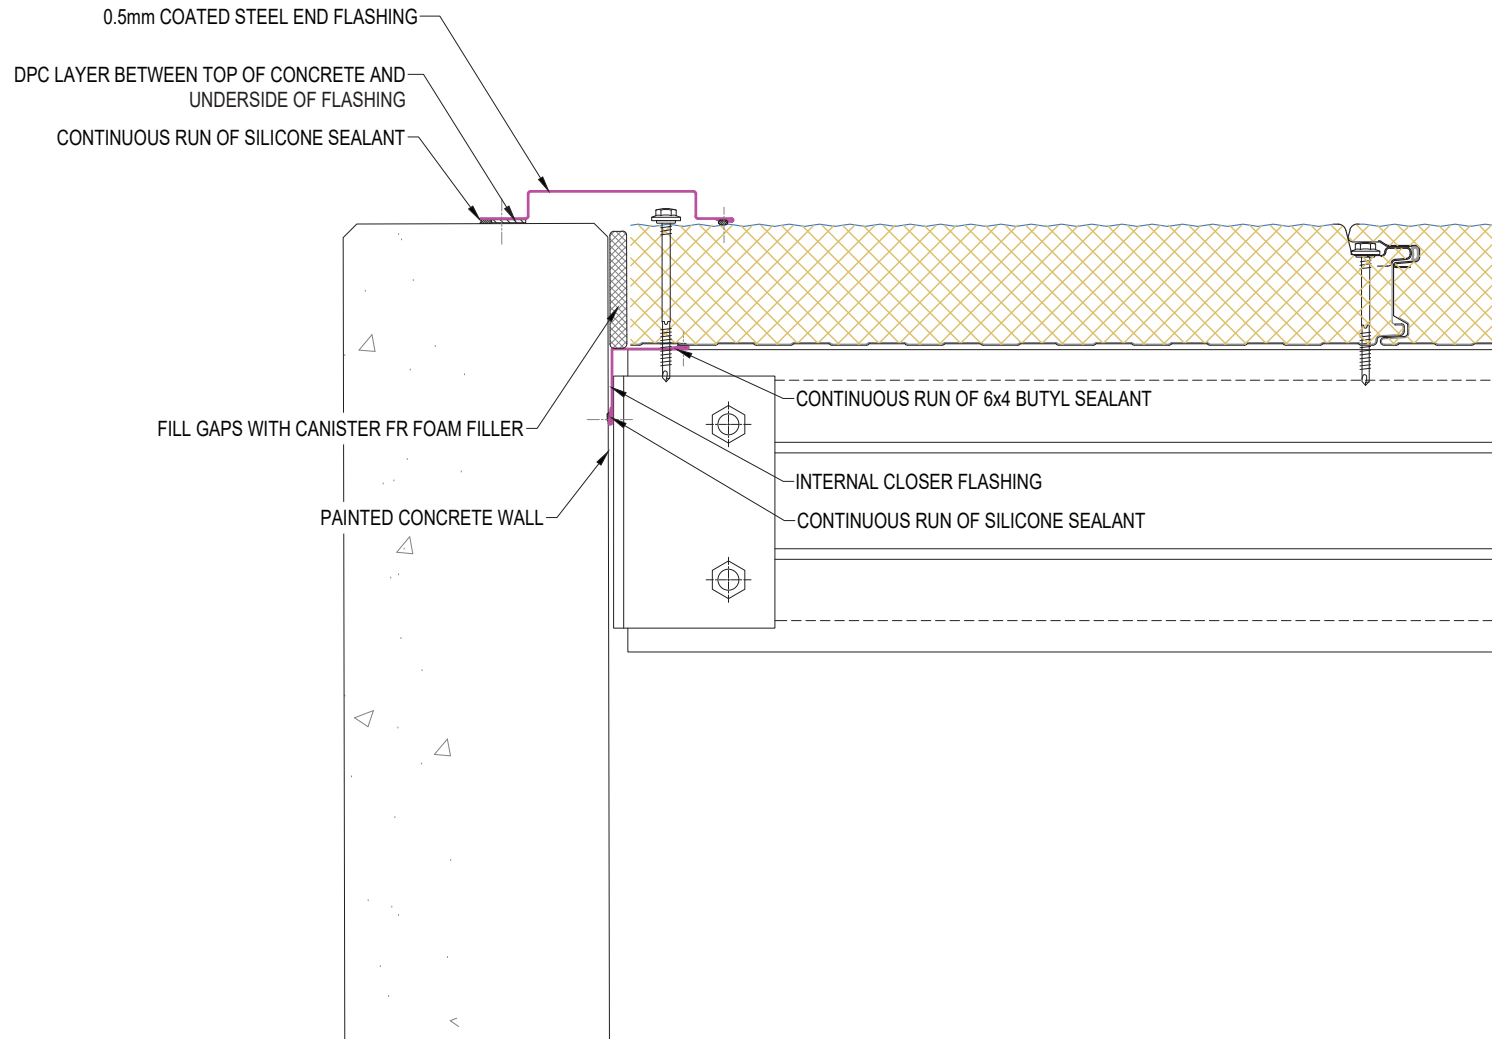 0.5mm COATED STEEL END FLASHING
DPC LAYER BETWEEN TOP OF CONCRETE AND
UNDERSIDE OF FLASHING
CONTINUOUS RUN OF SILICONE SEALANT
CONTINUOUS RUN OF 6x4 BUTYL SEALANT
FILL GAPS WITH CANISTER FR FOAM FILLER
INTERNAL CLOSER FLASHING
PAINTED CONCRETE WALL
CONTINUOUS RUN OF SILICONE SEALANT